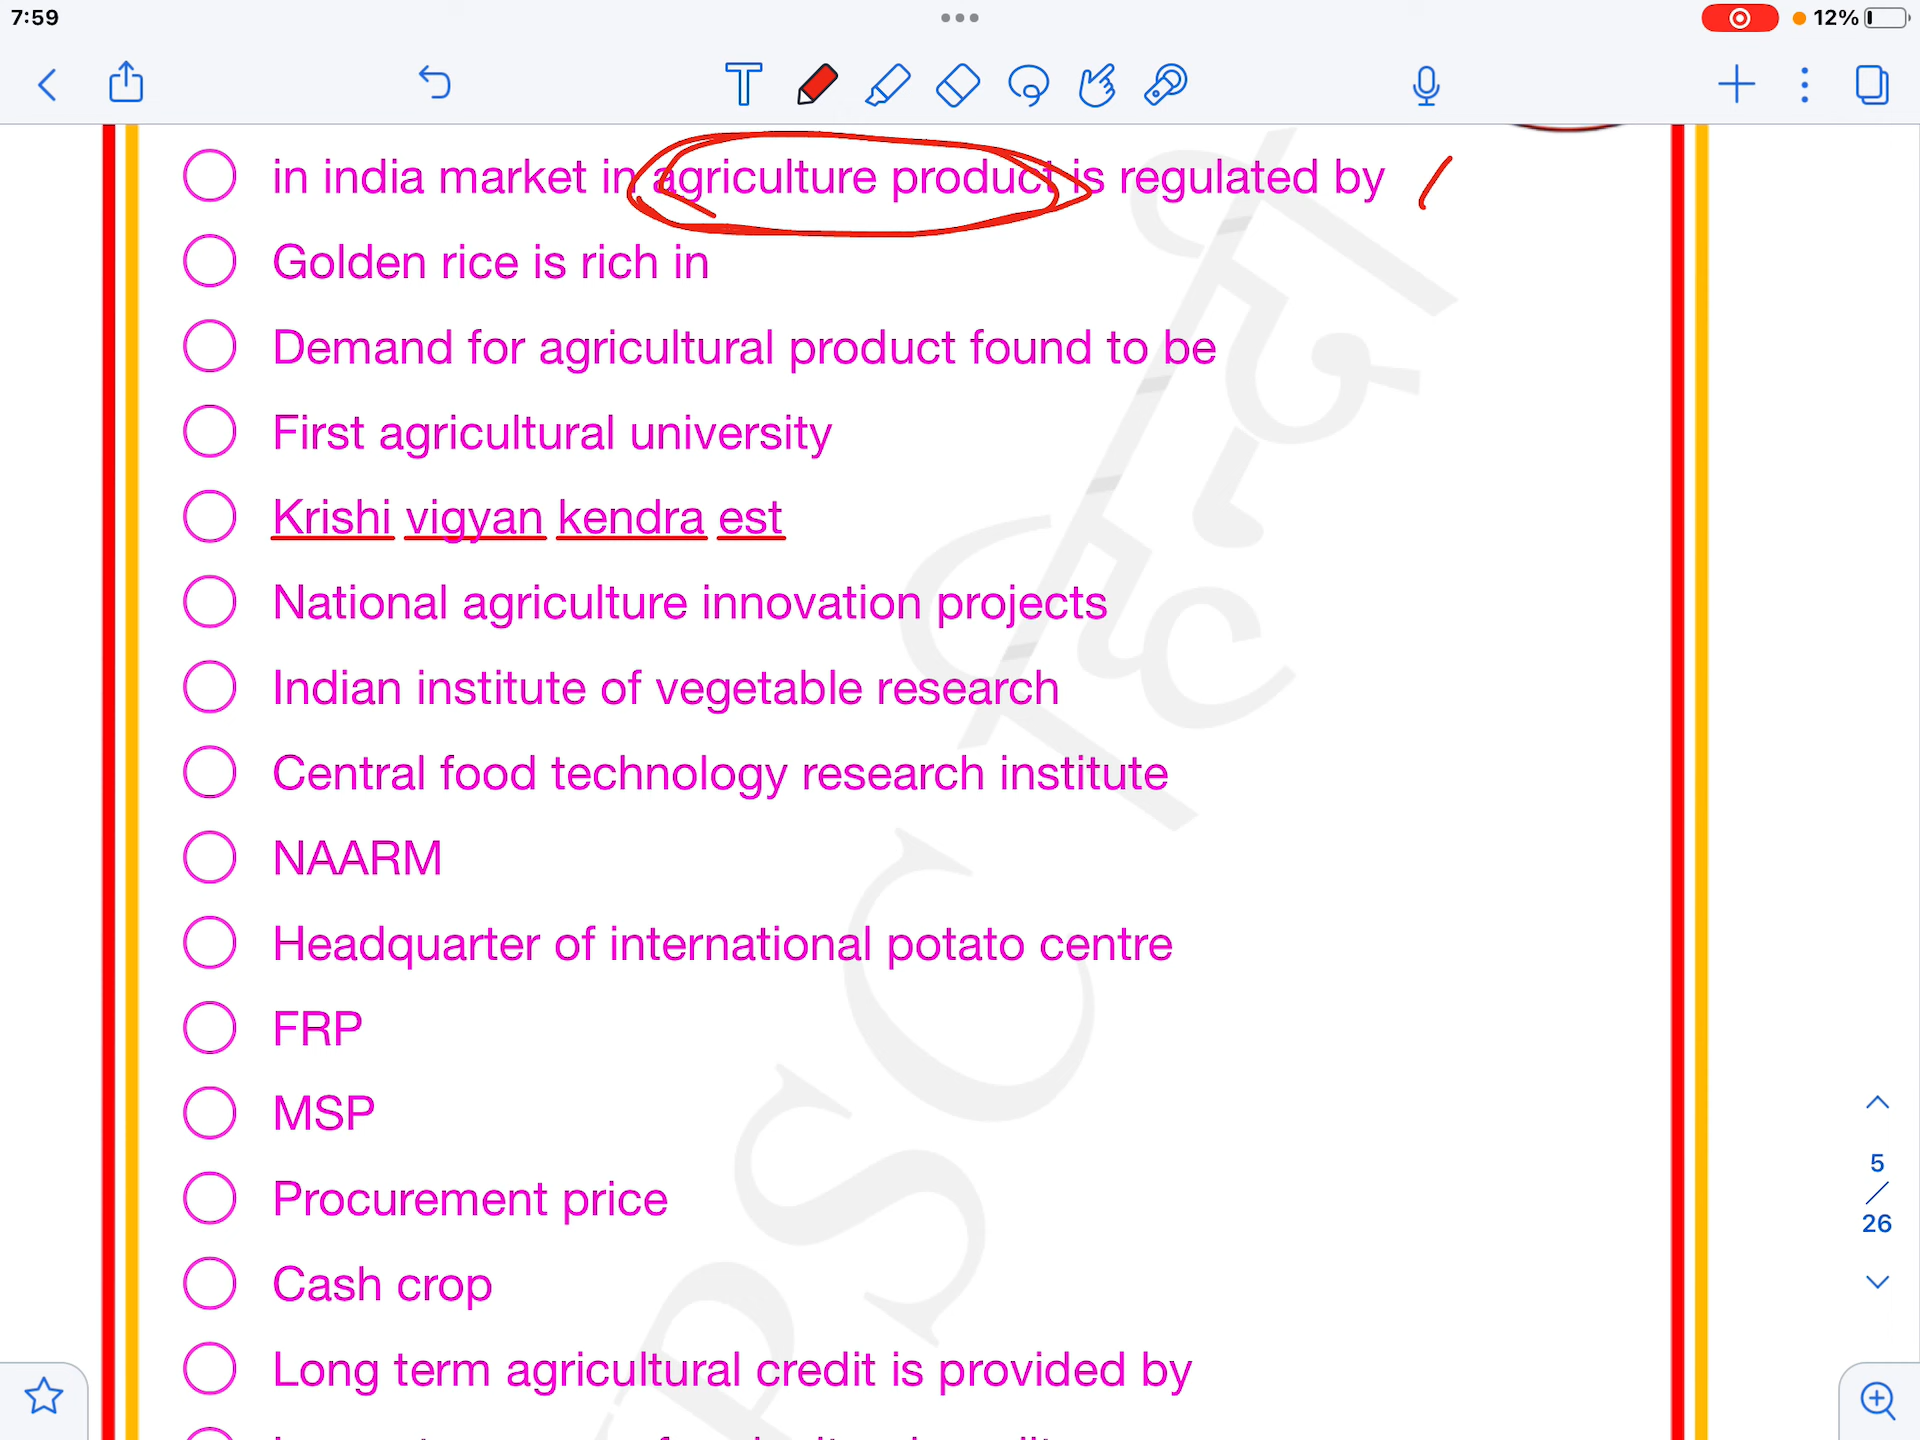 7:59
12%
in india market in agriculture product is regulated by
Golden rice is rich in
Demand for agricultural product found to be
First agricultural university
Krishi vigyan kendra est
National agriculture innovation projects
Indian institute of vegetable research
Central food technology research institute
NAARM
Headquarter of international potato centre
FRP
MSP
Procurement price
Cash crop
Long term agricultural credit is provided by
5
/
26